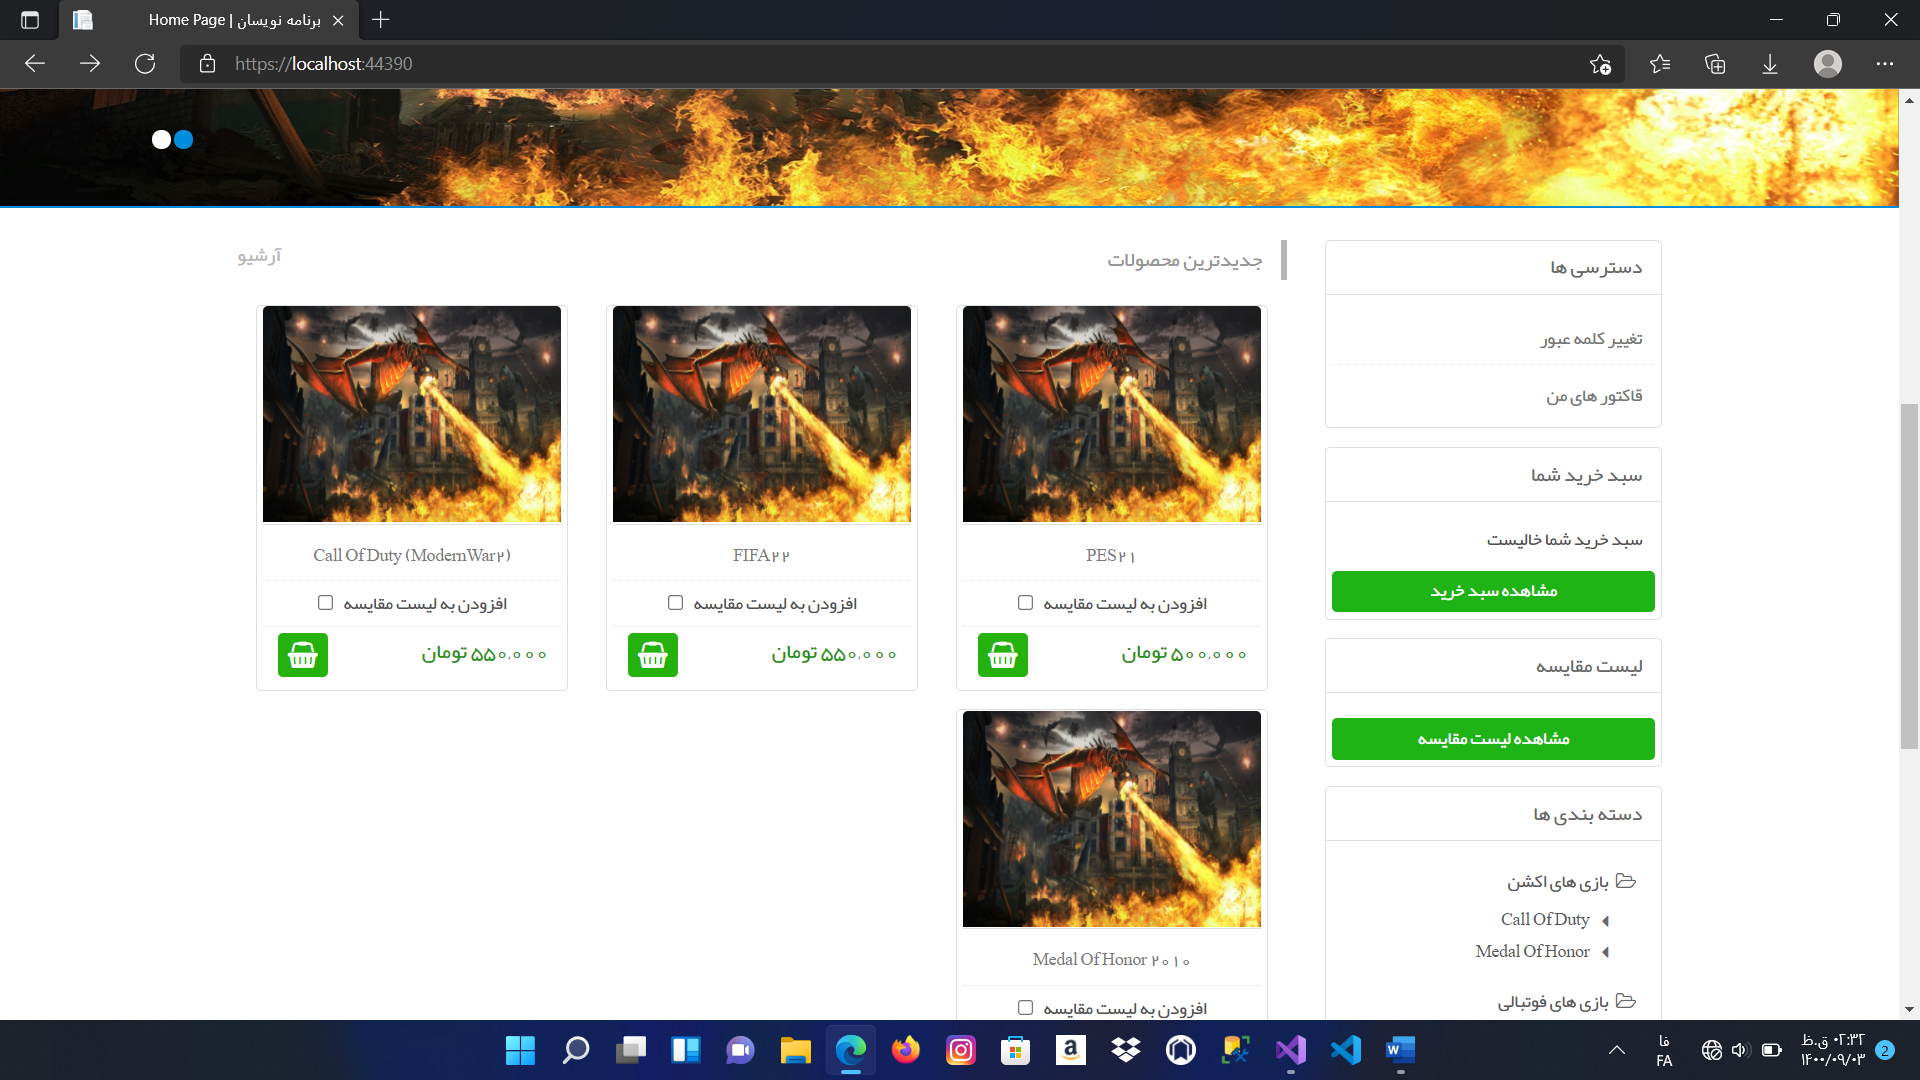 برنامه نویسان | Home Page
https://localhost:44390
دسترسی ها
تغییر کلمه عبور
فاکتور های من
سبد خرید شما
سبد خرید شما خالیست
مشاهده سبد خرید
لیست مقایسه
مشاهده لیست مقایسه
دسته بندی ها
بازی های اکشن
Call Of Duty
Medal Of Honor
بازی های فوتبالی
جدیدترین محصولات
آرشیو
PES۲۱
افزودن به لیست مقایسه
۵۰۰,۰۰۰ تومان
FIFA۲۲
افزودن به لیست مقایسه
۵۵۰,۰۰۰ تومان
Call Of Duty (ModernWar۲)
افزودن به لیست مقایسه
۵۵۰,۰۰۰ تومان
Medal Of Honor ۲۰۱۰
افزودن به لیست مقایسه
فا
FA
۰۲:۳۲ ق.ظ
۱۴۰۰/۰۹/۰۳
2